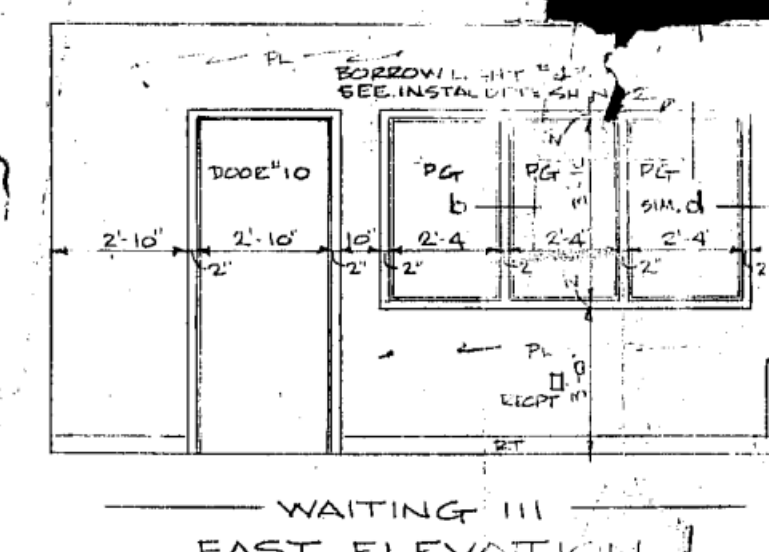 PL
BORROW
SEE INSTAL
DOOR #10
PG
PG
PG
b
SIM. d
2'-10"
2'-10"
10"
2'-4
2'-4
2'-4
2"
2"
2"
2
2"
2
PL
RECPT
B.T
WAITING 111
EAST ELEVATION